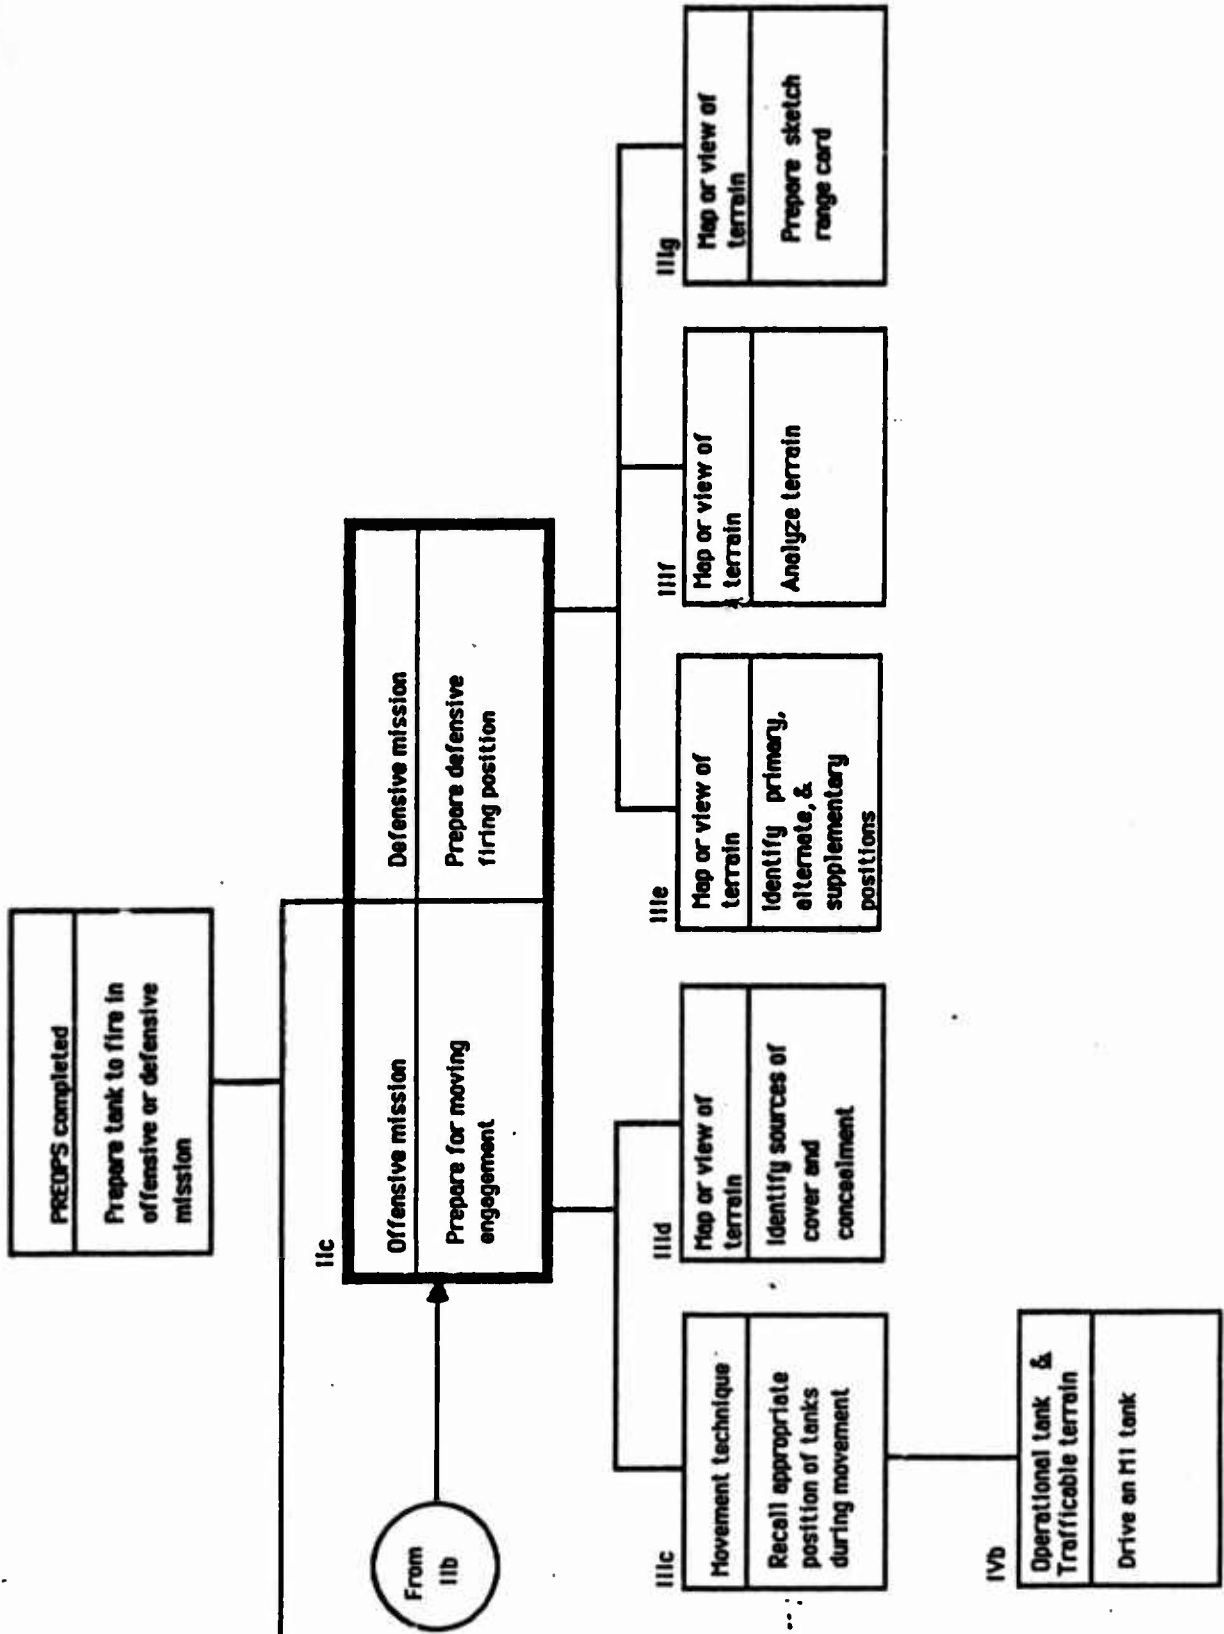 PREOPS completed
Prepare tank to fire in
offensive or defensive
mission
IIc
Offensive mission
Prepare for moving
engagement
Defensive mission
Prepare defensive
firing position
From
IIb
IIIc
Movement technique
Recall appropriate
position of tanks
during movement
IIId
Map or view of
terrain
Identify sources of
cover and
concealment
IIIe
Map or view of
terrain
Identify primary,
alternate, &
supplementary
positions
IIIf
Map or view of
terrain
Analyze terrain
IIIg
Map or view of
terrain
Prepare sketch
range card
IVb
Operational tank &
Trafficable terrain
Drive an M1 tank